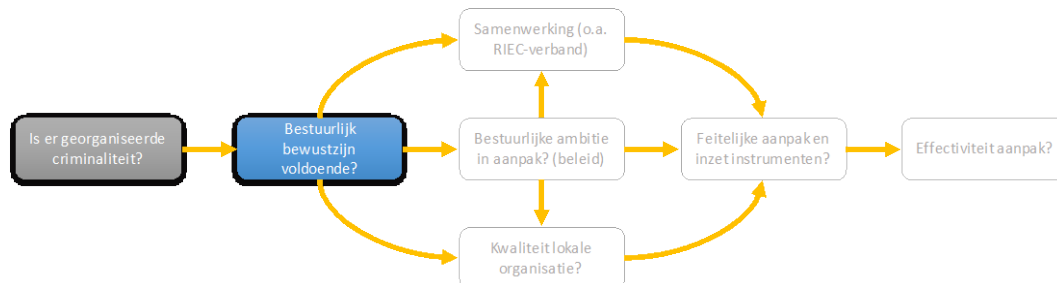 Samenwerking (o.a.
RIEC-verband)
Is er georganiseerde
criminaliteit?
Bestuurlijk
bewustzijn
voldoende?
Bestuurlijke ambitie
in aanpak? (beleid)
Feitelijke aanpak en
inzet instrumenten?
Effectiviteit aanpak?
Kwaliteit lokale
organisatie?